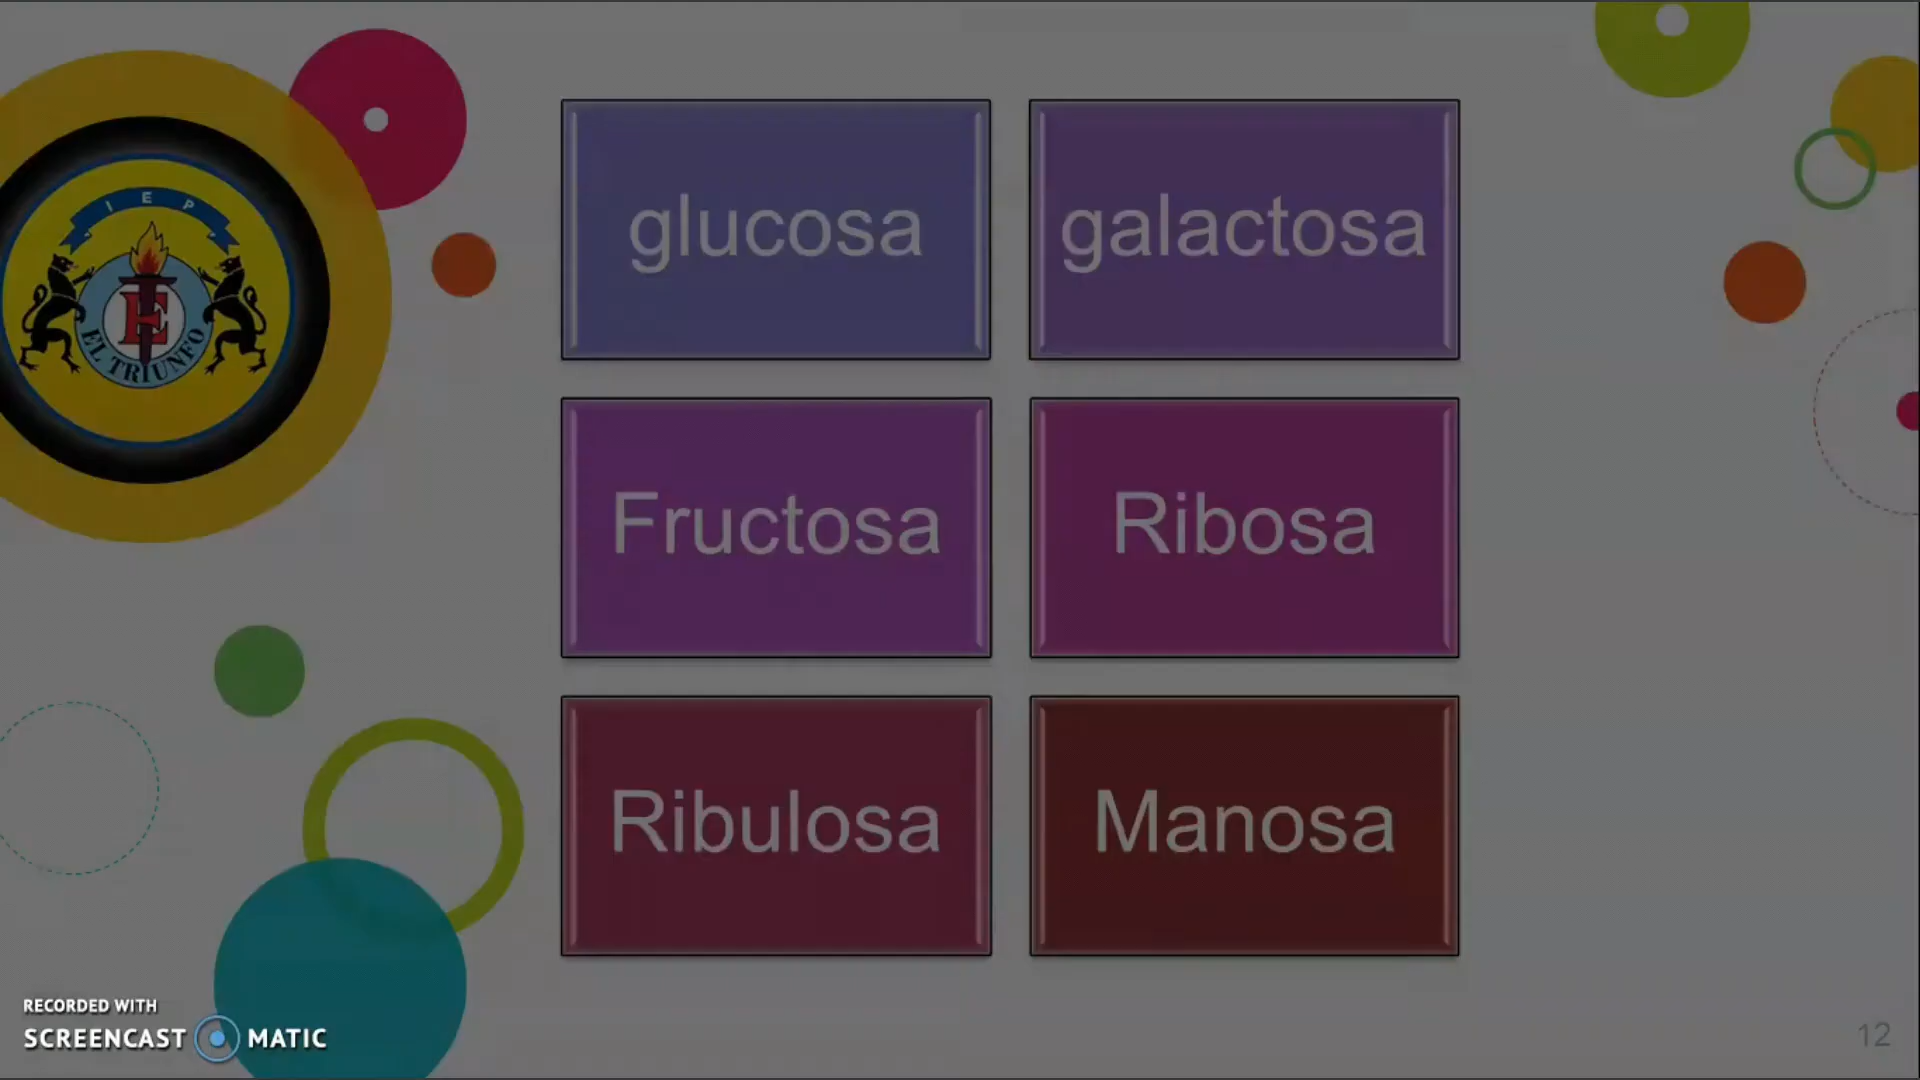 I E P
EL TRIUNFO
E
glucosa
galactosa
Fructosa
Ribosa
Ribulosa
Manosa
RECORDED WITH
SCREENCAST MATIC
12